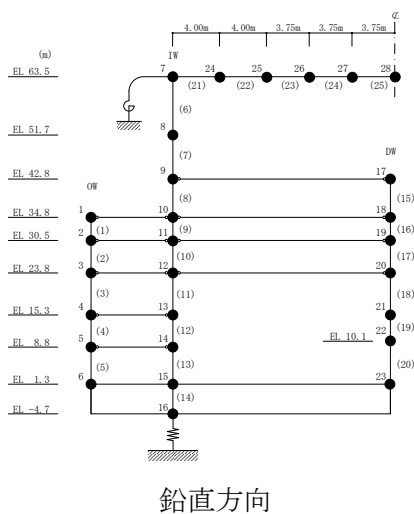 ℄
4.00m 4.00m 3.75m 3.75m 3.75m
(m) IW
EL 63.5 7 24 25 26 27 28
(21) (22) (23) (24) (25)
(6)
EL 51.7 8
(7)
EL 42.8 9 DW 17
OW (8) (15)
EL 34.8 1 10 18
(1) (9) (16)
EL 30.5 2 11 19
(2) (10) (17)
EL 23.8 3 12 20
(3) (11) (18)
EL 15.3 4 13 21
(4) (12) (19)
EL 10.1 22
EL 8.8 5 14
(5) (13) (20)
EL 1.3 6 15 23
(14)
EL -4.7 16
鉛直方向